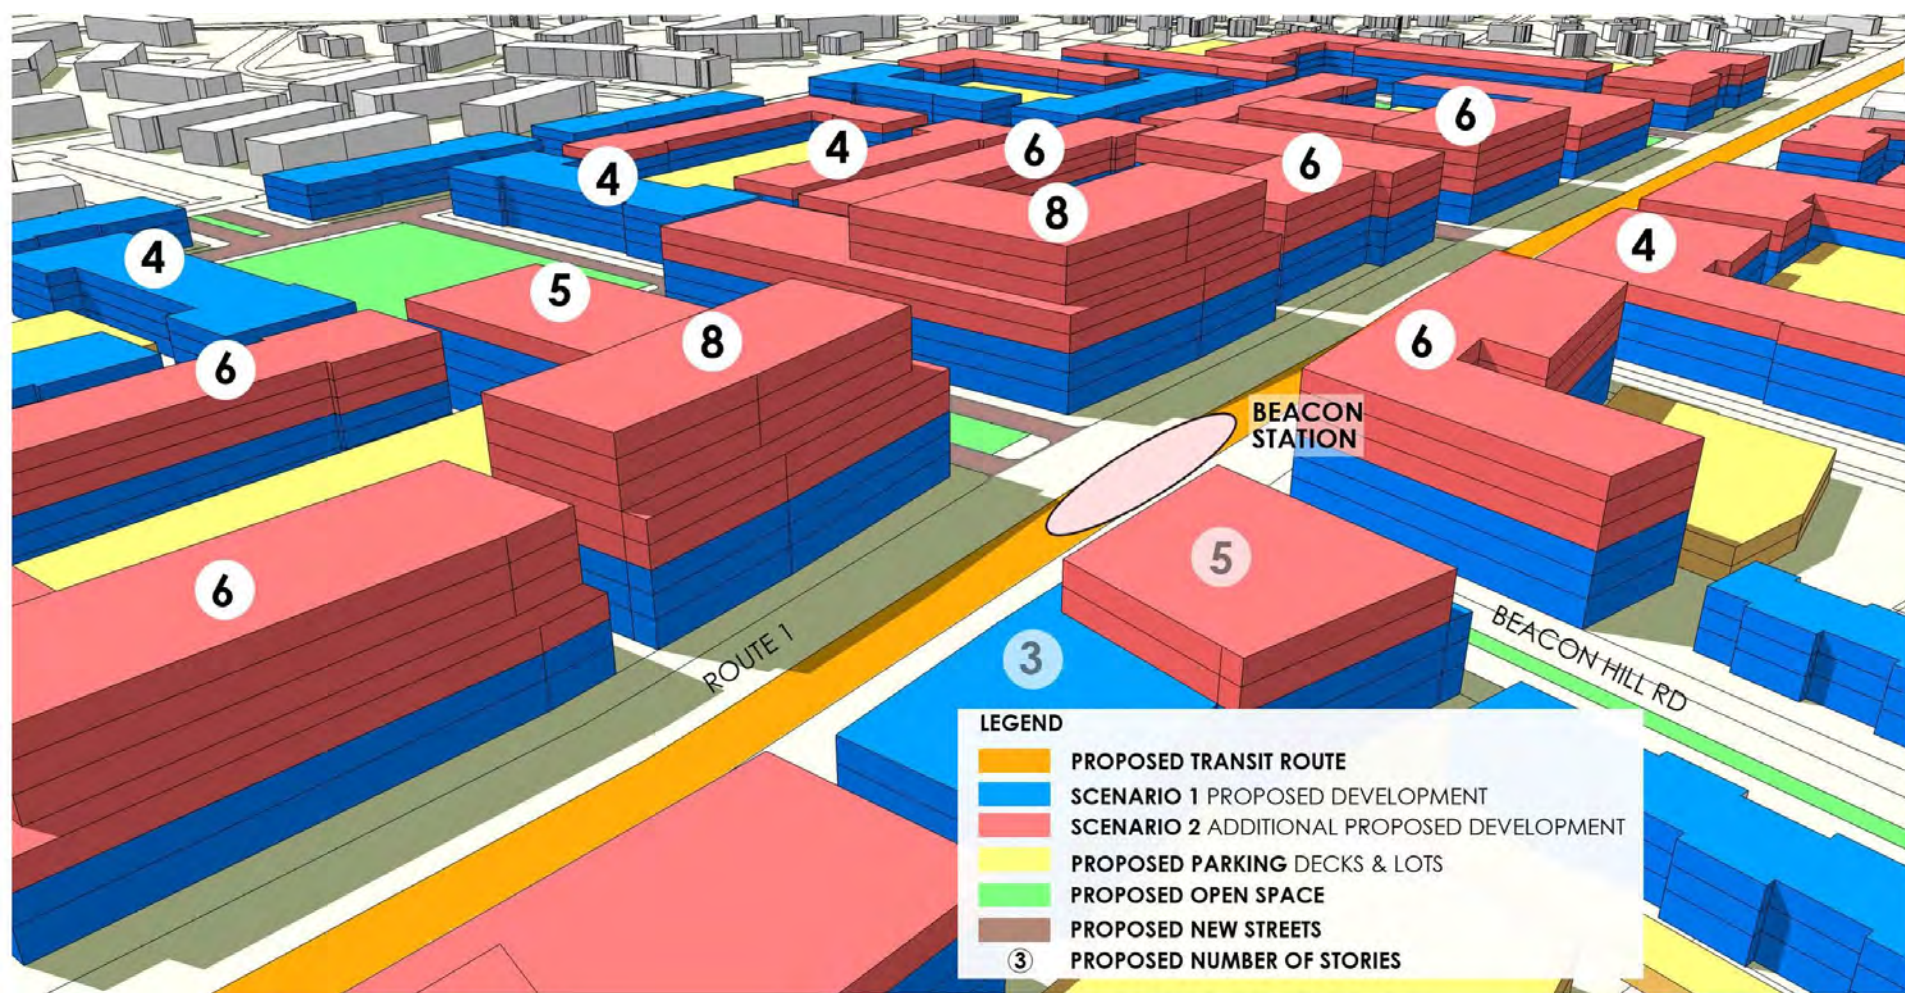 6
6
6
4
6
8
4
4
4
4
5
8
6
6
BEACON
STATION
5
6
3
ROUTE 1
BEACON HILL RD
LEGEND
PROPOSED TRANSIT ROUTE
SCENARIO 1 PROPOSED DEVELOPMENT
SCENARIO 2 ADDITIONAL PROPOSED DEVELOPMENT
PROPOSED PARKING DECKS & LOTS
PROPOSED OPEN SPACE
PROPOSED NEW STREETS
3 PROPOSED NUMBER OF STORIES